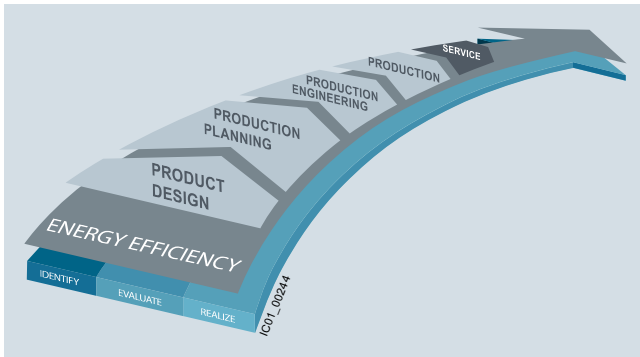 SERVICE
PRODUCTION
PRODUCTION
ENGINEERING
PRODUCTION
PLANNING
PRODUCT
DESIGN
ENERGY EFFICIENCY
IDENTIFY
EVALUATE
REALIZE
IC01_00244